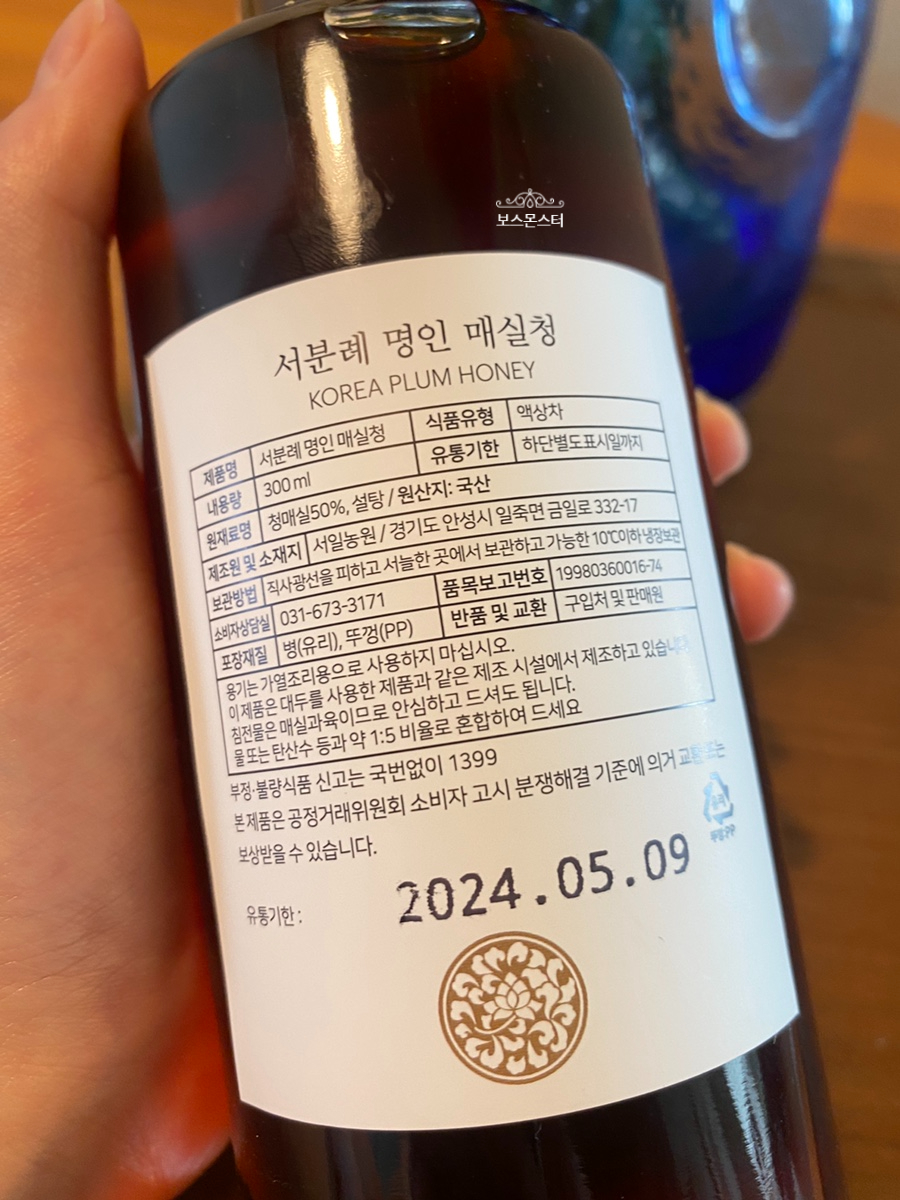 보스몬스터
서분례 명인 매실청
KOREA PLUM HONEY
제품명 서분례 명인 매실청 식품유형 액상차
내용량 300ml 유통기한 하단별도표시일까지
원재료명 청매실50%, 설탕 / 원산지: 국산
제조원 및 소재지 서일농원 / 경기도 안성시 일죽면 금일로 332-17
보관방법 직사광선을 피하고 서늘한 곳에서 보관하고 가능한 10℃이하 냉장보관
소비자상담실 031-673-3171 품목보고번호 19980360016-74
포장재질 병(유리), 뚜껑(PP) 반품 및 교환 구입처 및 판매원
용기는 가열조리용으로 사용하지 마십시오.
이 제품은 대두를 사용한 제품과 같은 제조 시설에서 제조하고 있습니다
침전물은 매실과육이므로 안심하고 드셔도 됩니다.
물 또는 탄산수 등과 약 1:5 비율로 혼합하여 드세요
부정·불량식품 신고는 국번없이 1399
본 제품은 공정거래위원회 소비자 고시 분쟁해결 기준에 의거 교환 또는
보상받을 수 있습니다.
유통기한 : 2024.05.09